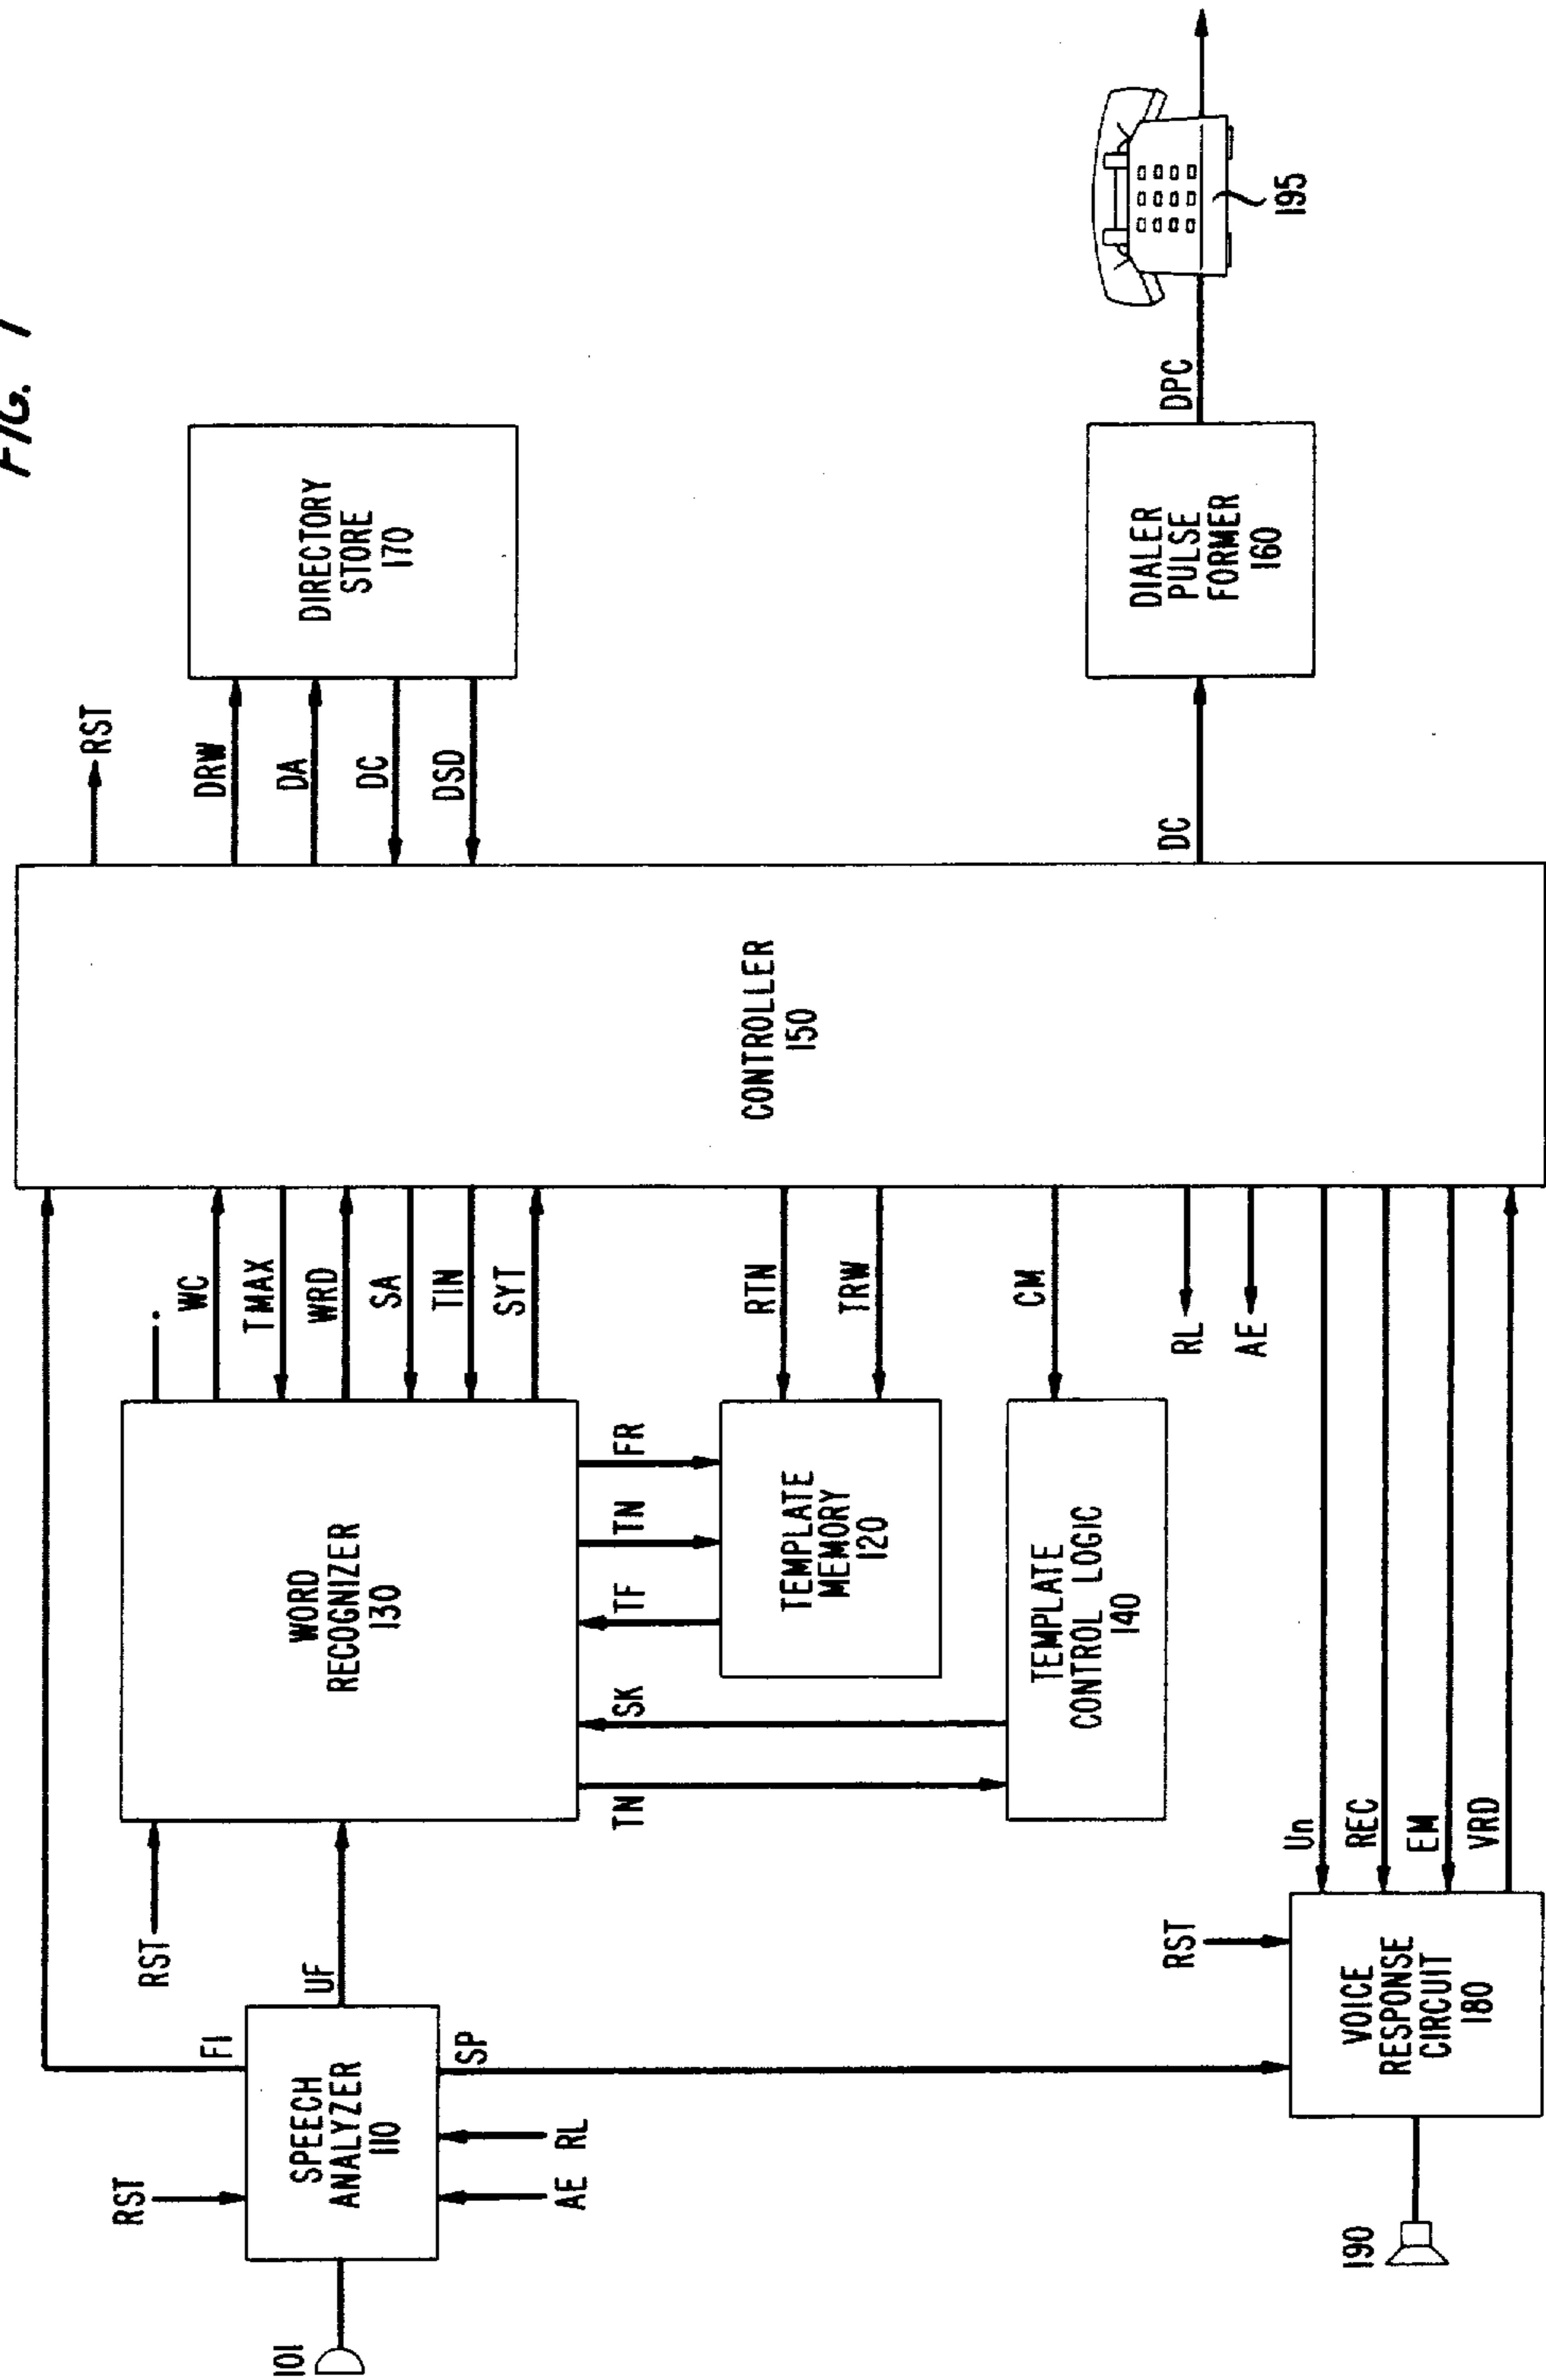 FIG. 1
RST
DIRECTORY
STORE
170
DRW
DA
DC
DSD
CONTROLLER
150
DC
DIALER
PULSE
FORMER
160
DPC
195
WC
TMAX
WRD
SA
TIN
SYT
RTN
TRW
CM
RL
AE
Un
REC
EM
VRD
WORD
RECOGNIZER
130
FR
TN
TF
SK
TN
TEMPLATE
MEMORY
120
TEMPLATE
CONTROL LOGIC
140
RST
UF
FI
SP
RST
SPEECH
ANALYZER
110
AE
RL
101
RST
VOICE
RESPONSE
CIRCUIT
180
190